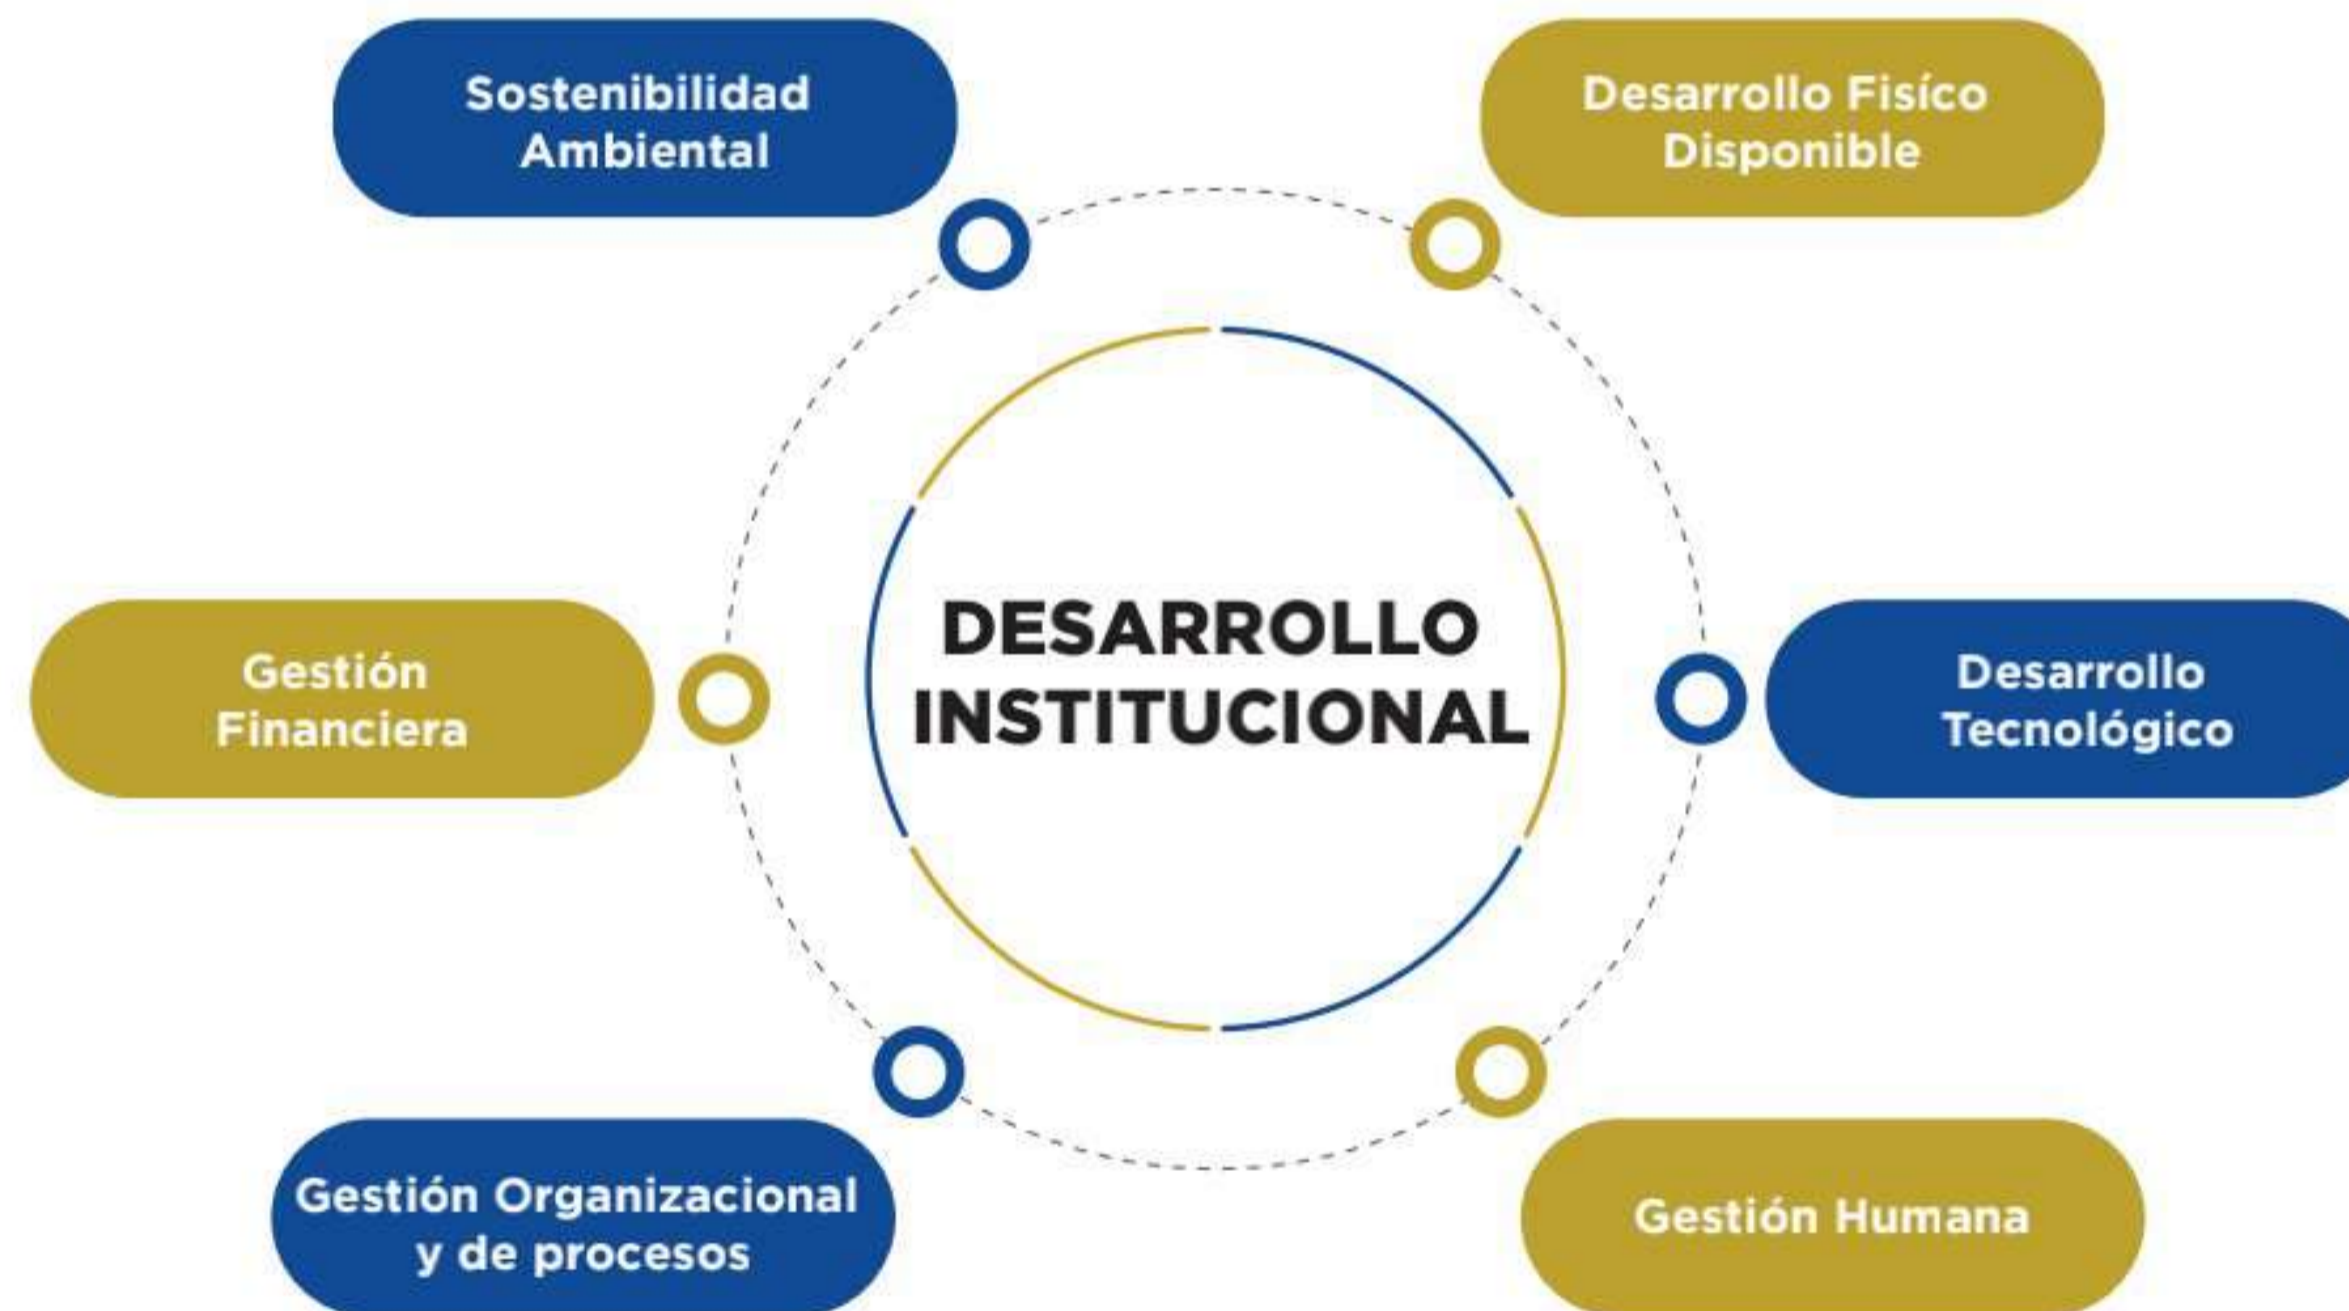 Sostenibilidad
Ambiental
Desarrollo Fisíco
Disponible
Gestión
Financiera
DESARROLLO
INSTITUCIONAL
Desarrollo
Tecnológico
Gestión Organizacional
y de procesos
Gestión Humana